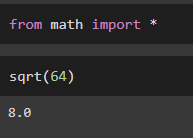 from math import *
sqrt(64)
8.0